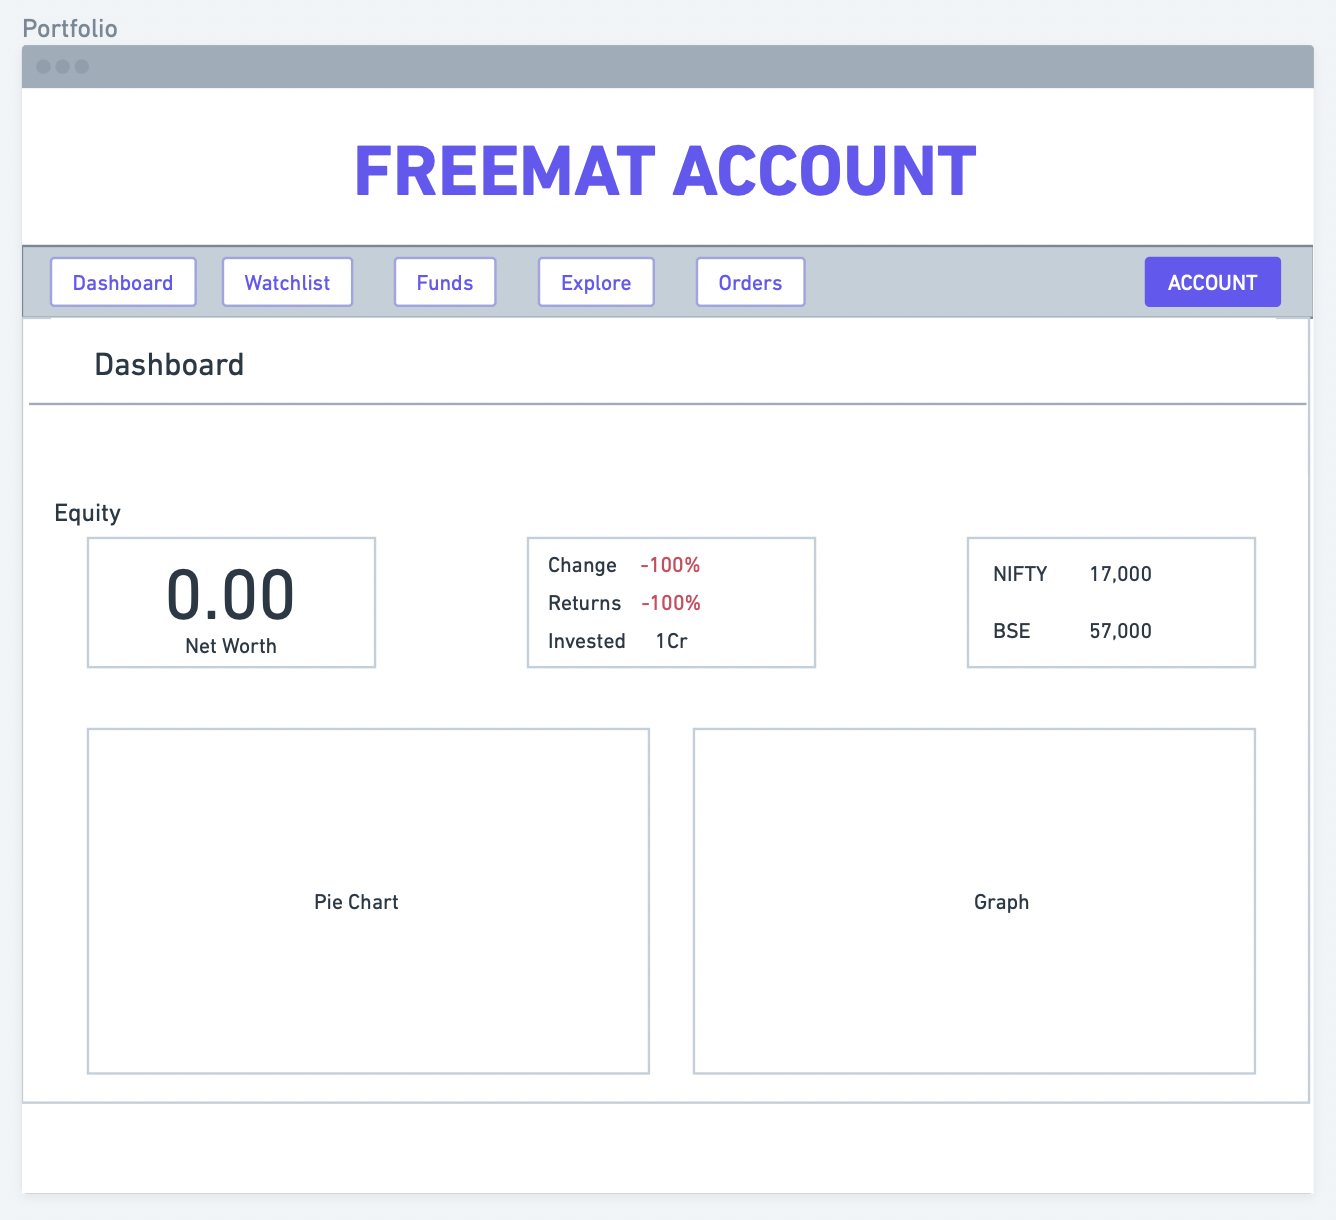 Portfolio
FREEMAT ACCOUNT
Dashboard Watchlist Funds Explore Orders ACCOUNT
Dashboard
Equity
0.00
Net Worth
Change -100%
Returns -100%
Invested 1Cr
NIFTY 17,000
BSE 57,000
Pie Chart
Graph